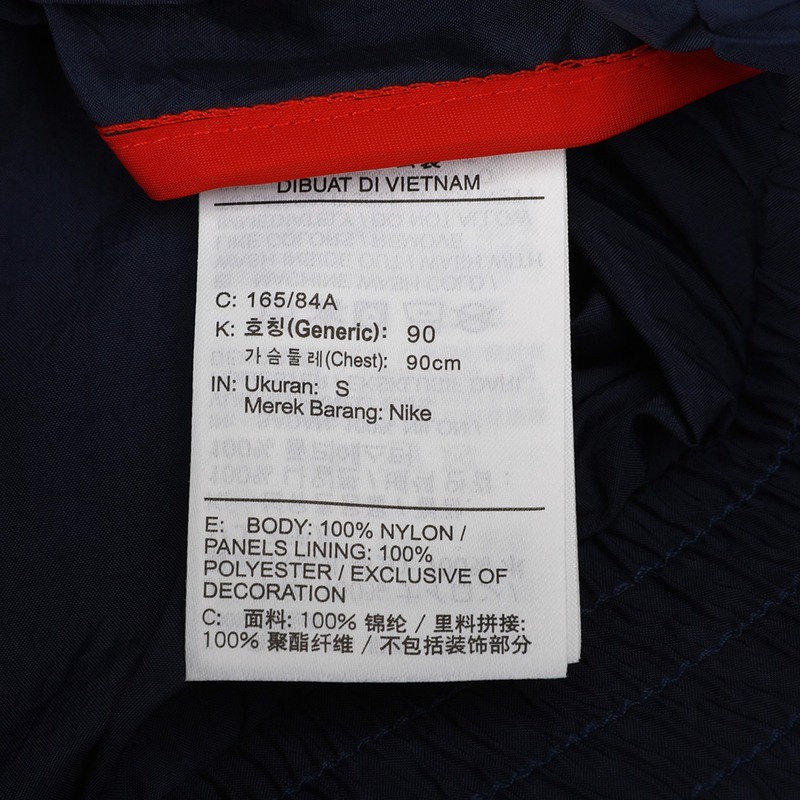 DIBUAT DI VIETNAM
C: 165/84A
K: 호칭(Generic): 90
가슴둘레(Chest): 90cm
IN: Ukuran: S
Merek Barang: Nike
E: BODY: 100% NYLON /
PANELS LINING: 100%
POLYESTER / EXCLUSIVE OF
DECORATION
C: 面料: 100% 锦纶 / 里料拼接:
100% 聚酯纤维 / 不包括装饰部分